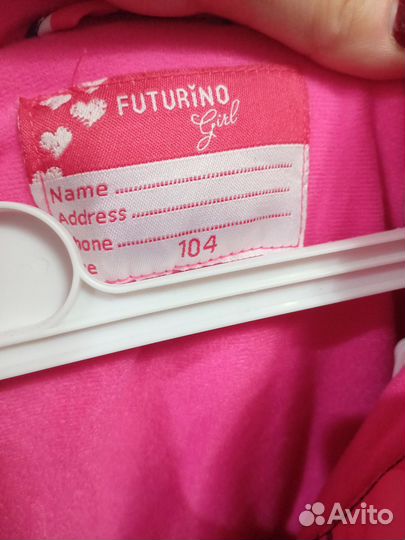 FUTURINO
Girl
Name
Address
hone
e 104
Avito